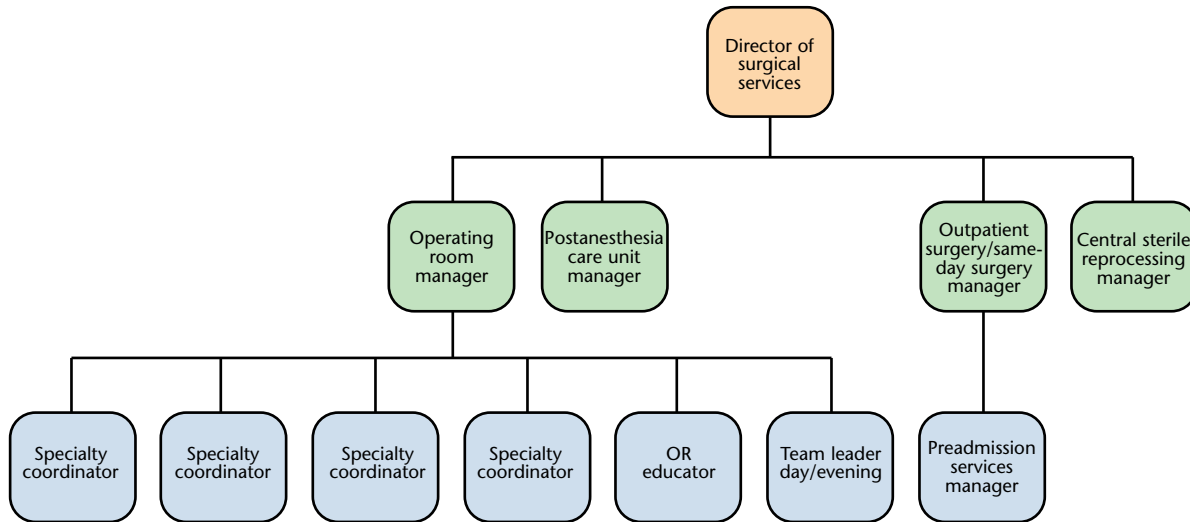 Director of
surgical
services
Operating
room
manager
Postanesthesia
care unit
manager
Outpatient
surgery/same-
day surgery
manager
Central sterile
reprocessing
manager
Specialty
coordinator
Specialty
coordinator
Specialty
coordinator
Specialty
coordinator
OR
educator
Team leader
day/evening
Preadmission
services
manager